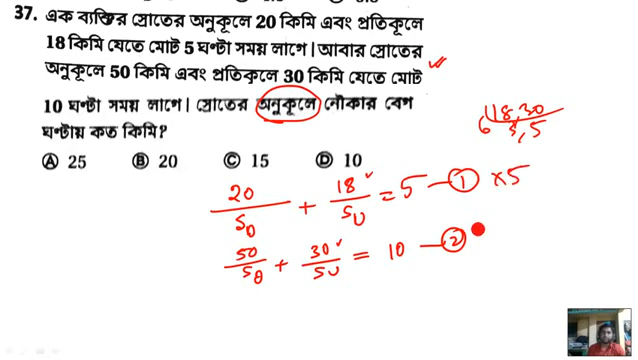 37. এক ব্যক্তির স্রোতের অনুকূলে 20 কিমি এবং প্রতিকূলে
18 কিমি যেতে মোট 5 ঘণ্টা সময় লাগে। আবার স্রোতের
অনুকূলে 50 কিমি এবং প্রতিকূলে 30 কিমি যেতে মোট
10 ঘণ্টা সময় লাগে। স্রোতের অনুকূলে নৌকার বেগ
ঘণ্টায় কত কিমি?
6 18, 30
3, 5
A 25 B 20 C 15 D 10
20/SD + 18/SU = 5 — 1 ×5
50/SD + 30/SU = 10 — 2